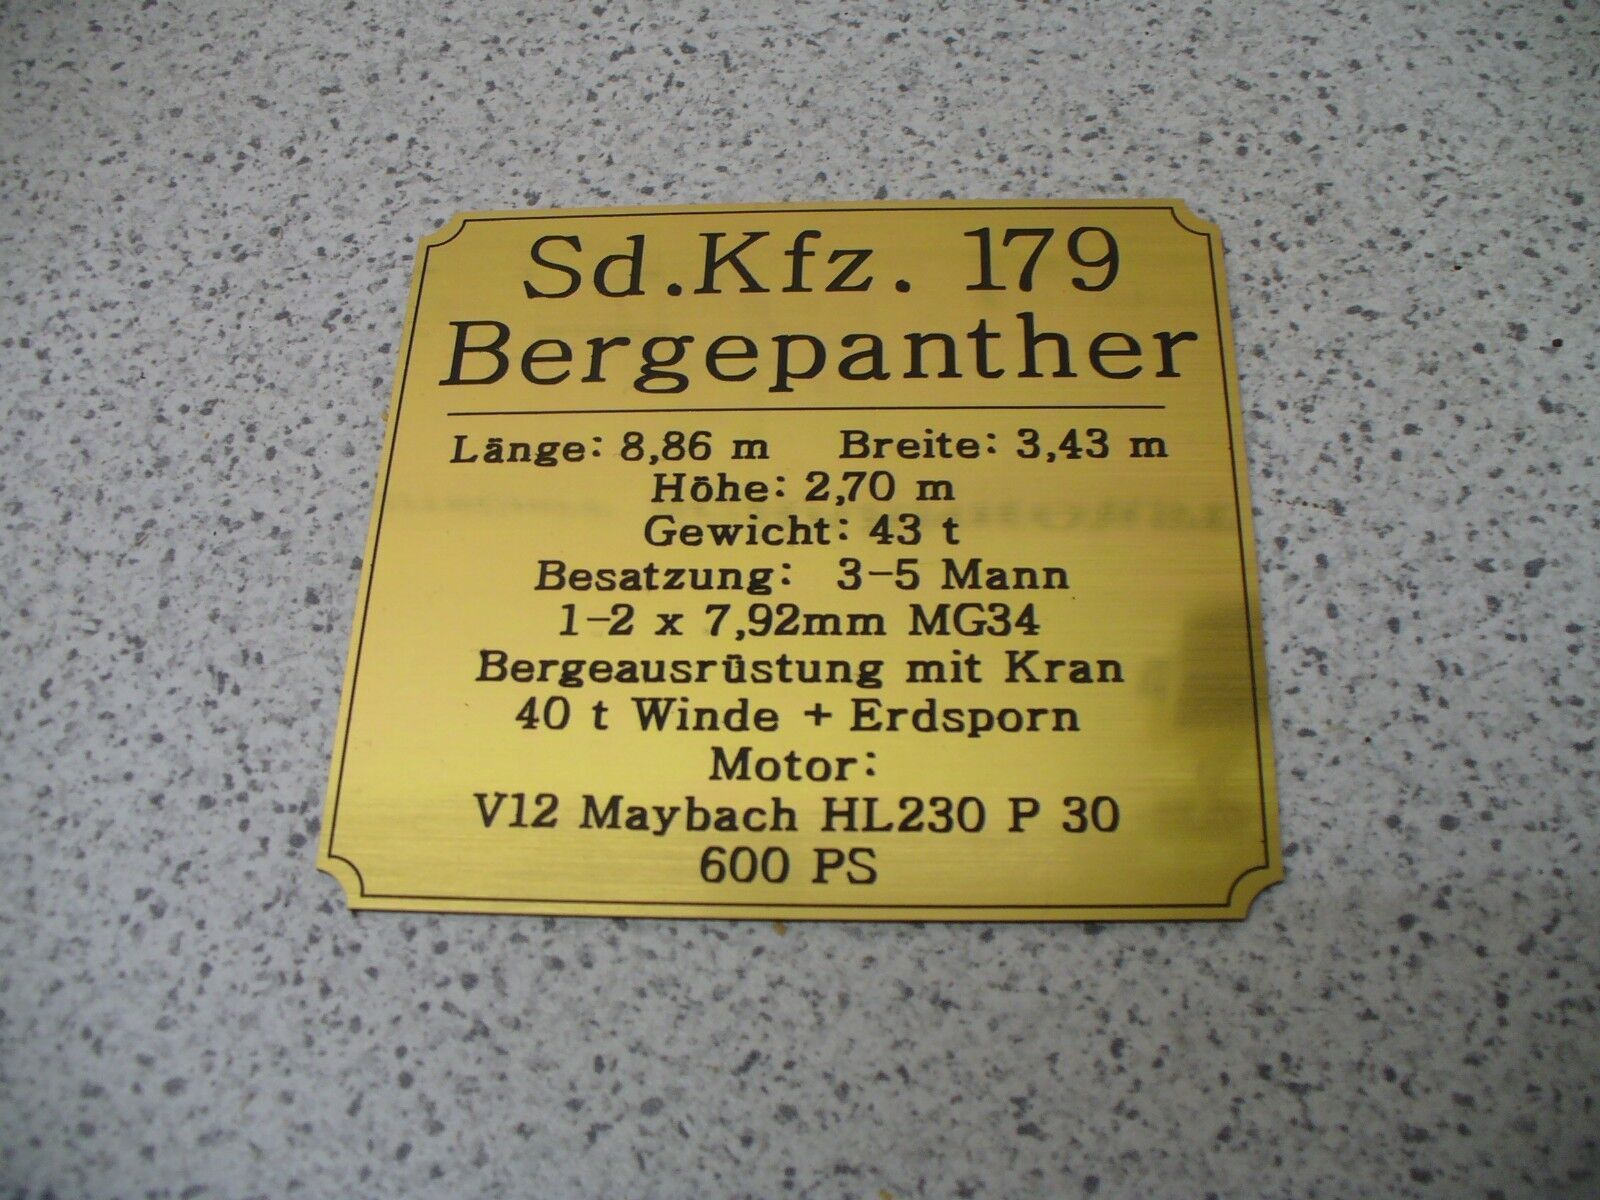 Sd.Kfz. 179
Bergepanther
Länge: 8,86 m Breite: 3,43 m
Höhe: 2,70 m
Gewicht: 43 t
Besatzung: 3-5 Mann
1-2 x 7,92mm MG34
Bergeausrüstung mit Kran
40 t Winde + Erdsporn
Motor:
V12 Maybach HL230 P 30
600 PS